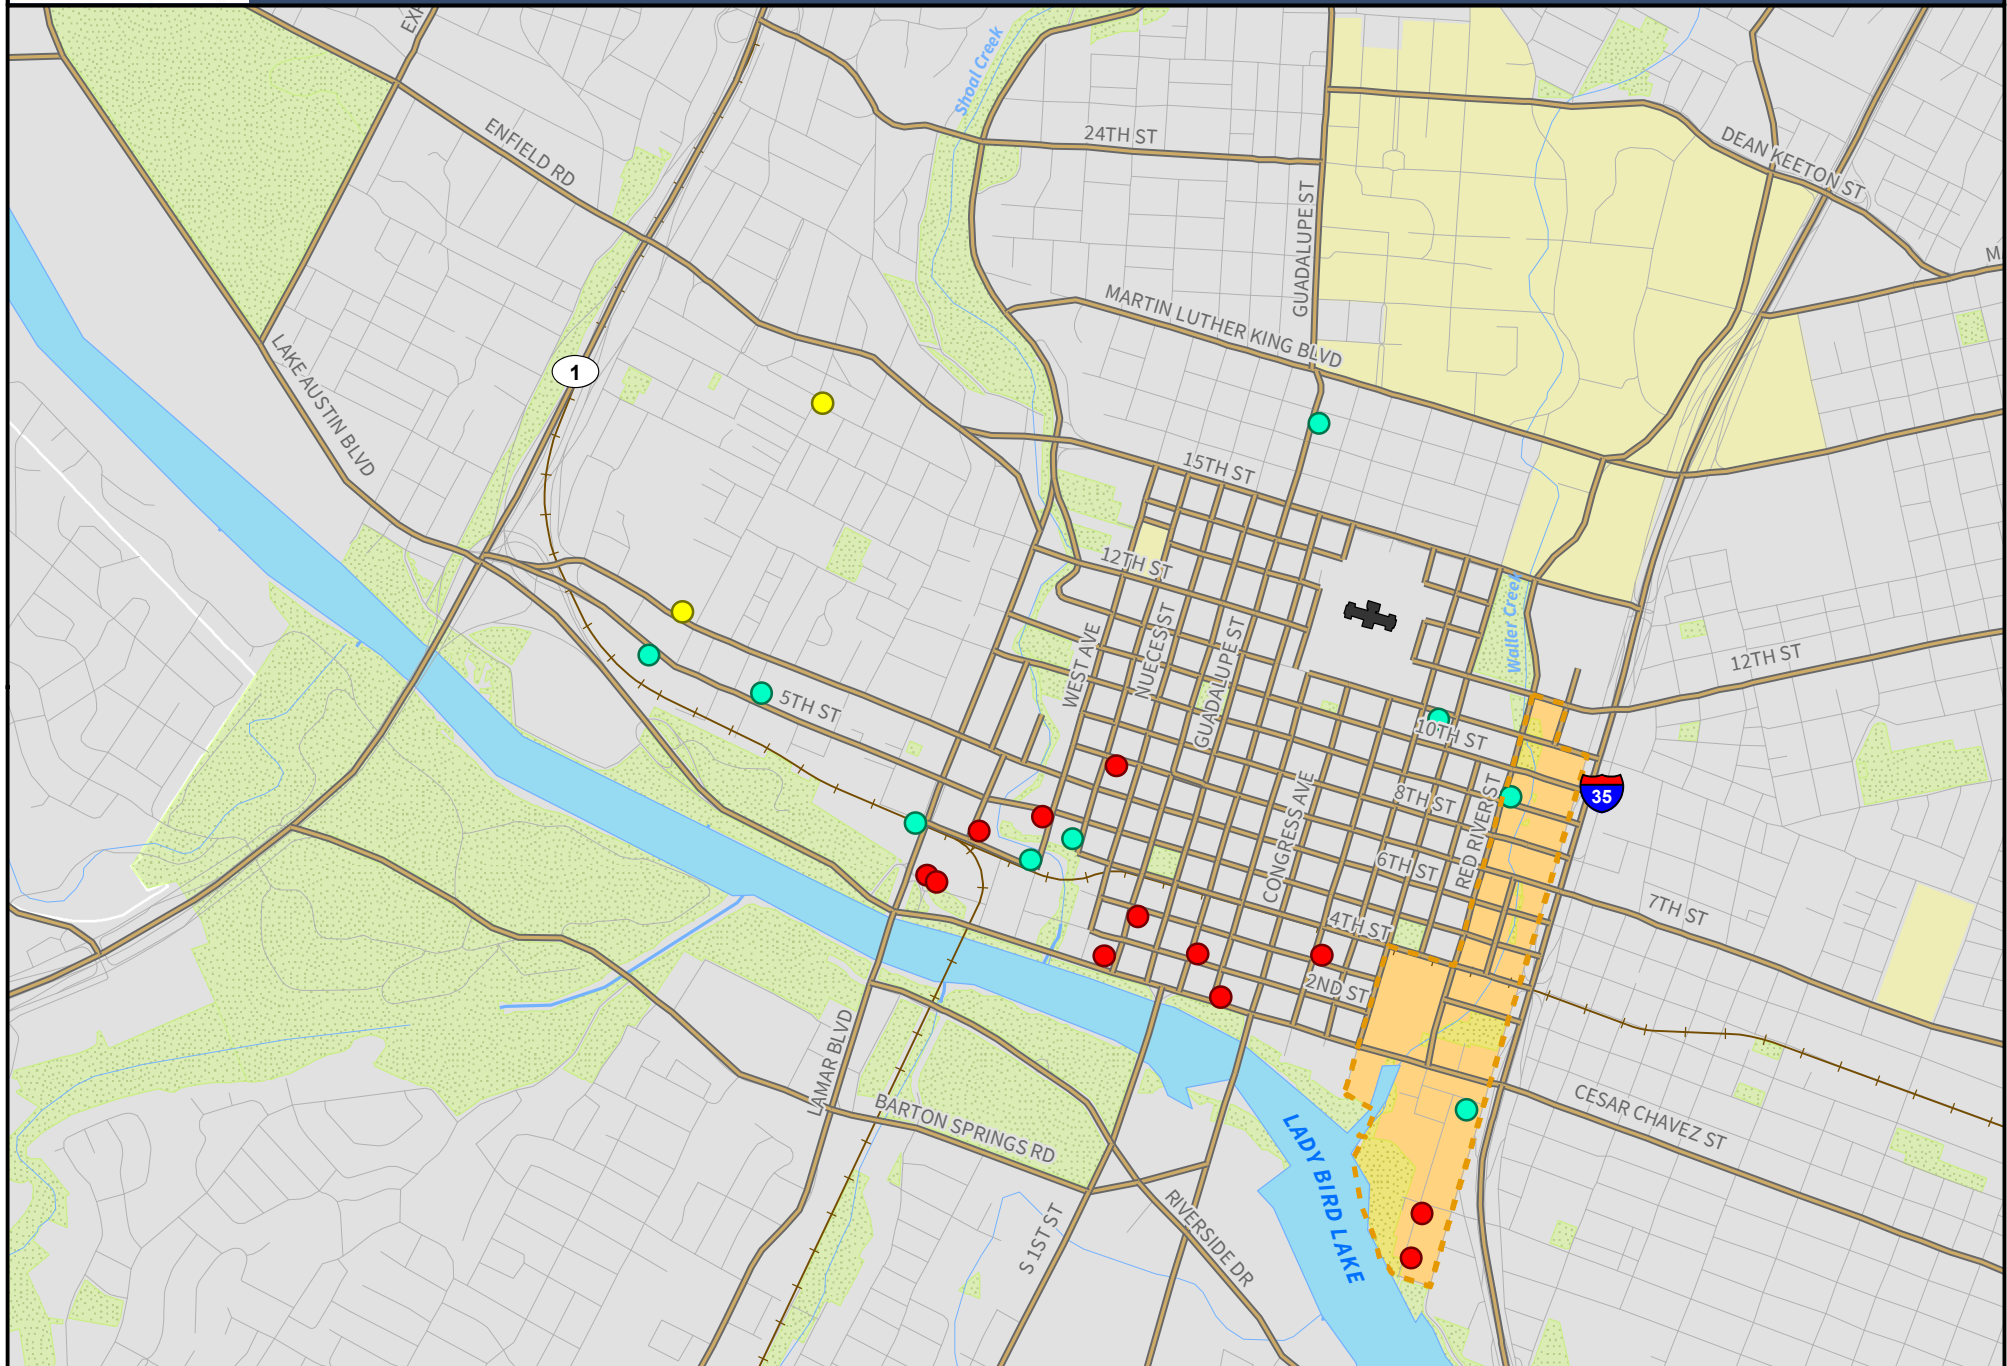 EXP
Shoal Creek
ENFIELD RD
24TH ST
DEAN KEETON ST
GUADALUPE ST
MARTIN LUTHER KING BLVD
LAKE AUSTIN BLVD
1
15TH ST
12TH ST
Waller Creek
WEST AVE
NUECES ST
GUADALUPE ST
12TH ST
5TH ST
10TH ST
35
8TH ST
CONGRESS AVE
RED RIVER ST
6TH ST
7TH ST
4TH ST
2ND ST
LAMAR BLVD
BARTON SPRINGS RD
CESAR CHAVEZ ST
LADY BIRD LAKE
S 1ST ST
RIVERSIDE DR